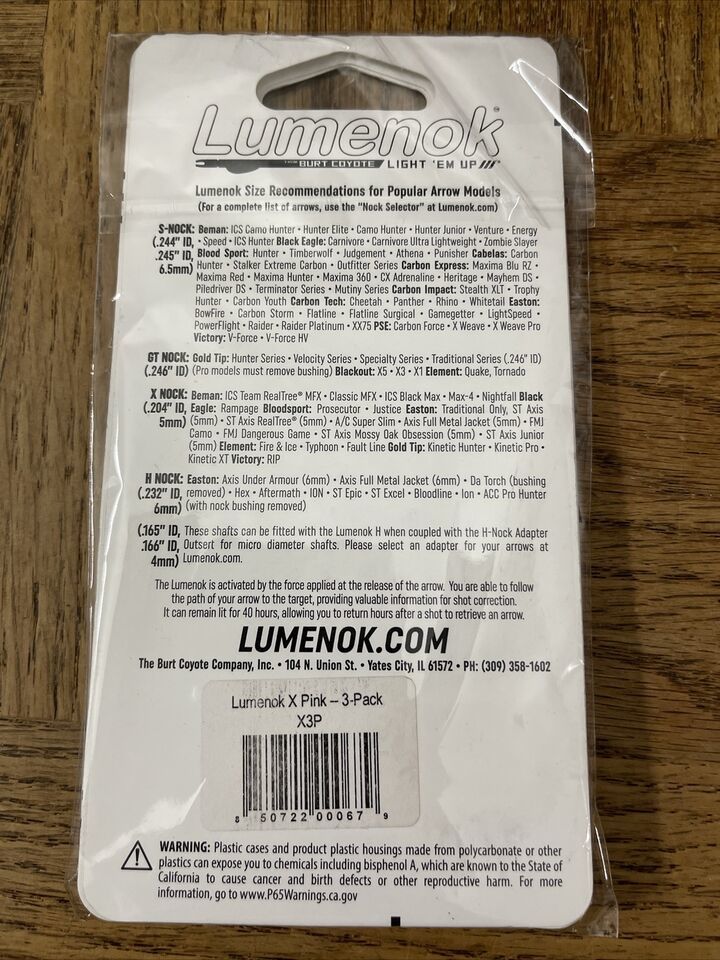 Lumenok™
FROM BURT COYOTE LIGHT 'EM UP ///
Lumenok Size Recommendations for Popular Arrow Models
(For a complete list of arrows, use the "Nock Selector" at Lumenok.com)
S-NOCK: Beman: ICS Camo Hunter • Hunter Elite • Camo Hunter • Hunter Junior • Venture • Energy
(.244" ID, • Speed • ICS Hunter Black Eagle: Carnivore • Carnivore Ultra Lightweight • Zombie Slayer
.245" ID, Blood Sport: Hunter • Timberwolf • Judgement • Athena • Punisher Cabelas: Carbon
6.5mm) Hunter • Stalker Extreme Carbon • Outfitter Series Carbon Express: Maxima Blu RZ •
Maxima Red • Maxima Hunter • Maxima 360 • CX Adrenaline • Heritage • Mayhem DS •
Piledriver DS • Terminator Series • Mutiny Series Carbon Impact: Stealth XLT • Trophy
Hunter • Carbon Youth Carbon Tech: Cheetah • Panther • Rhino • Whitetail Easton:
BowFire • Carbon Storm • Flatline • Flatline Surgical • Gamegetter • LightSpeed •
PowerFlight • Raider • Raider Platinum • XX75 PSE: Carbon Force • X Weave • X Weave Pro
Victory: V-Force • V-Force HV
GT NOCK: Gold Tip: Hunter Series • Velocity Series • Specialty Series • Traditional Series (.246" ID)
(.246" ID) (Pro models must remove bushing) Blackout: X5 • X3 • X1 Element: Quake, Tornado
X NOCK: Beman: ICS Team RealTree® MFX • Classic MFX • ICS Black Max • Max-4 • Nightfall Black
(.204" ID, Eagle: Rampage Bloodsport: Prosecutor • Justice Easton: Traditional Only, ST Axis
5mm) (5mm) • ST Axis RealTree® (5mm) • A/C Super Slim • Axis Full Metal Jacket (5mm) • FMJ
Camo • FMJ Dangerous Game • ST Axis Mossy Oak Obsession (5mm) • ST Axis Junior
(5mm) Element: Fire & Ice • Typhoon • Fault Line Gold Tip: Kinetic Hunter • Kinetic Pro •
Kinetic XT Victory: RIP
H NOCK: Easton: Axis Under Armour (6mm) • Axis Full Metal Jacket (6mm) • Da Torch (bushing
(.232" ID, removed) • Hex • Aftermath • ION • ST Epic • ST Excel • Bloodline • Ion • ACC Pro Hunter
6mm) (with nock bushing removed)
(.165" ID, These shafts can be fitted with the Lumenok H when coupled with the H-Nock Adapter
.166" ID, Outsert for micro diameter shafts. Please select an adapter for your arrows at
4mm) Lumenok.com.
The Lumenok is activated by the force applied at the release of the arrow. You are able to follow
the path of your arrow to the target, providing valuable information for shot correction.
It can remain lit for 40 hours, allowing you to return hours after a shot to retrieve an arrow.
LUMENOK.COM
The Burt Coyote Company, Inc. • 104 N. Union St. • Yates City, IL 61572 • PH: (309) 358-1602
Lumenok X Pink -- 3-Pack
X3P
8 50722 00067 9
WARNING: Plastic cases and product plastic housings made from polycarbonate or other
plastics can expose you to chemicals including bisphenol A, which are known to the State of
California to cause cancer and birth defects or other reproductive harm. For more
information, go to www.P65Warnings.ca.gov